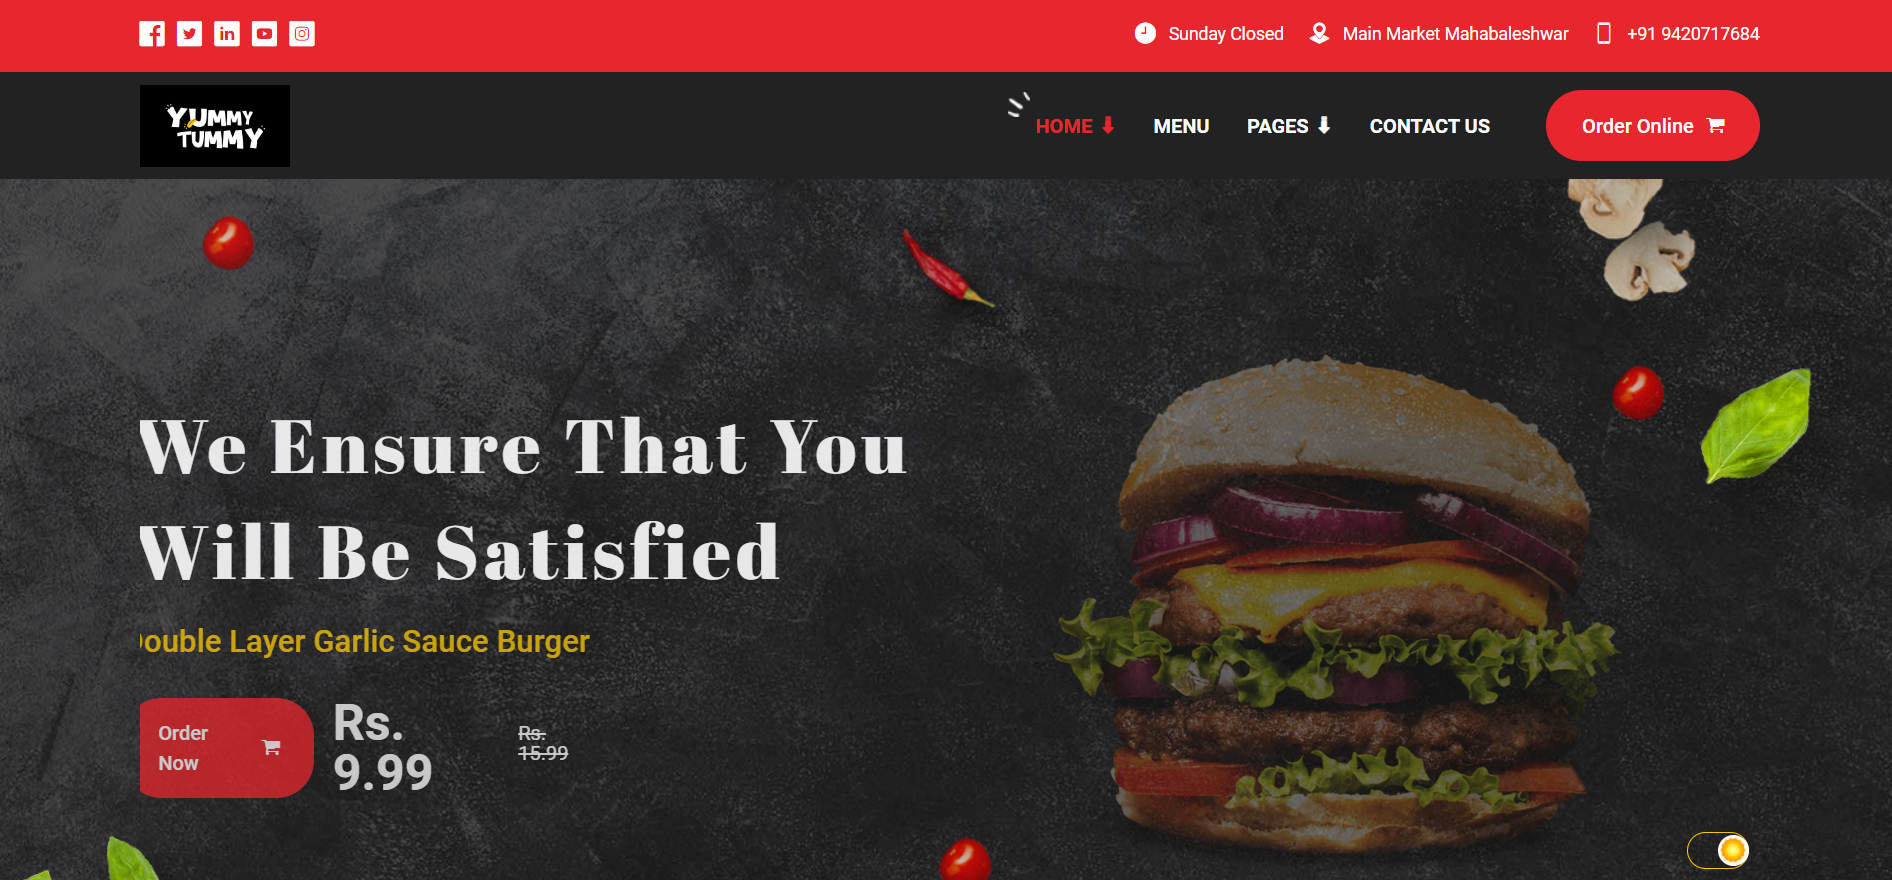 Sunday Closed
Main Market Mahabaleshwar
+91 9420717684
YUMMY
TUMMY
HOME
MENU
PAGES
CONTACT US
Order Online
We Ensure That You
Will Be Satisfied
Double Layer Garlic Sauce Burger
Order
Now
Rs.
9.99
Rs.
15.99